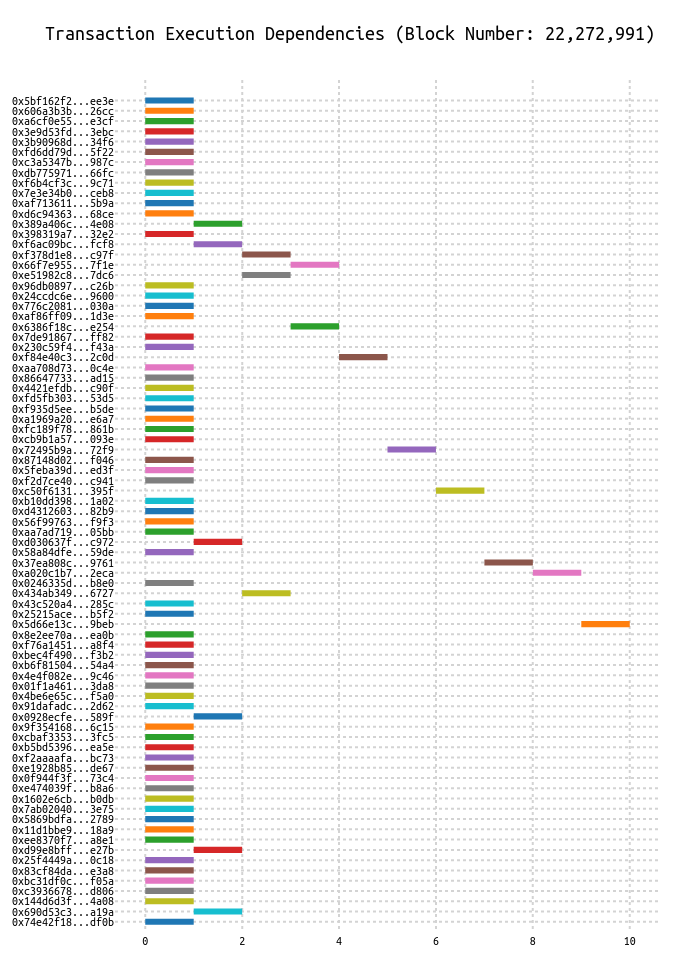 Transaction Execution Dependencies (Block Number: 22,272,991)
0x5bf162f2...ee3e
0x606a3b3b...26cc
0xa6cf0e55...e3cf
0x3e9d53fd...3ebc
0x3b90968d...34f6
0xfd6dd79d...5f22
0xc3a5347b...987c
0xdb775971...66fc
0xf6b4cf3c...9c71
0x7e3e34b0...ceb8
0xaf713611...5b9a
0xd6c94363...68ce
0x389a406c...4e08
0x398319a7...32e2
0xf6ac09bc...fcf8
0xf378d1e8...c97f
0x66f7e955...7f1e
0xe51982c8...7dc6
0x96db0897...c26b
0x24ccdc6e...9600
0x776c2081...030a
0xaf86ff09...1d3e
0x6386f18c...e254
0x7de91867...ff82
0x230c59f4...f43a
0xf84e40c3...2c0d
0xaa708d73...0c4e
0x86647733...ad15
0x4421efdb...c90f
0xfd5fb303...53d5
0xf935d5ee...b5de
0xa1969a20...e6a7
0xfc189f78...861b
0xcb9b1a57...093e
0x72495b9a...72f9
0x87148d02...f046
0x5feba39d...ed3f
0xf2d7ce40...c941
0xc50f6131...395f
0xb10dd398...1a02
0xd4312603...82b9
0x56f99763...f9f3
0xaa7ad719...05bb
0xd030637f...c972
0x58a84dfe...59de
0x37ea808c...9761
0xa020c1b7...2eca
0x0246335d...b8e0
0x434ab349...6727
0x43c520a4...285c
0x25215ace...b5f2
0x5d66e13c...9beb
0x8e2ee70a...ea0b
0xf76a1451...a8f4
0xbec4f490...f3b2
0xb6f81504...54a4
0x4e4f082e...9c46
0x01f1a461...3da8
0x4be6e65c...f5a0
0x91dafadc...2d62
0x0928ecfe...589f
0x9f354168...6c15
0xcbaf3353...3fc5
0xb5bd5396...ea5e
0xf2aaaafa...bc73
0xe1928b85...de67
0x0f944f3f...73c4
0xe474039f...b8a6
0x1602e6cb...b0db
0x7ab02040...3e75
0x5869bdfa...2789
0x11d1bbe9...18a9
0xee8370f7...a8e1
0xd99e8bff...e27b
0x25f4449a...0c18
0x83cf84da...e3a8
0xbc31df0c...f05a
0xc3936678...d806
0x144d6d3f...4a08
0x690d53c3...a19a
0x74e42f18...df0b
0 2 4 6 8 10